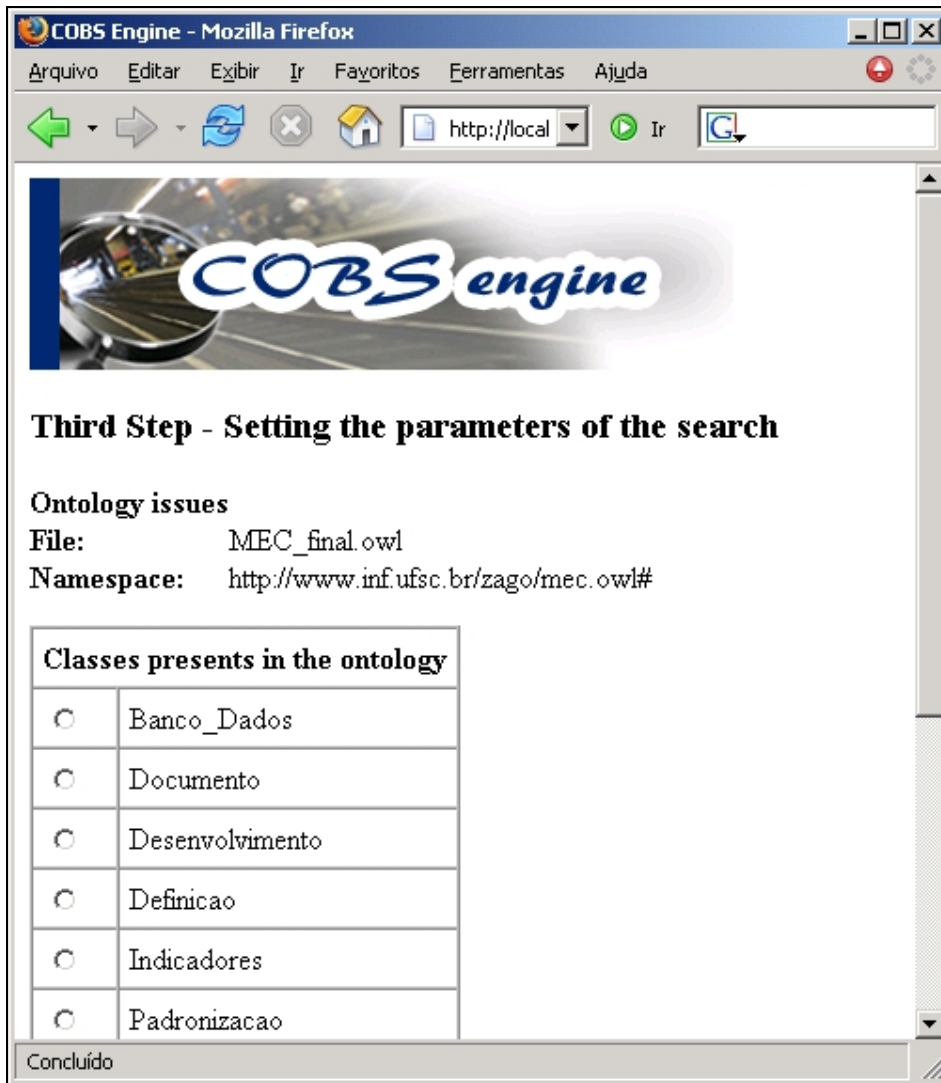 COBS Engine - Mozilla Firefox
Arquivo Editar Exibir Ir Favoritos Ferramentas Ajuda
http://local Ir G
COBS engine
Third Step - Setting the parameters of the search
Ontology issues
File: MEC_final.owl
Namespace: http://www.inf.ufsc.br/zago/mec.owl#
Classes presents in the ontology
Banco_Dados
Documento
Desenvolvimento
Definicao
Indicadores
Padronizacao
Concluído